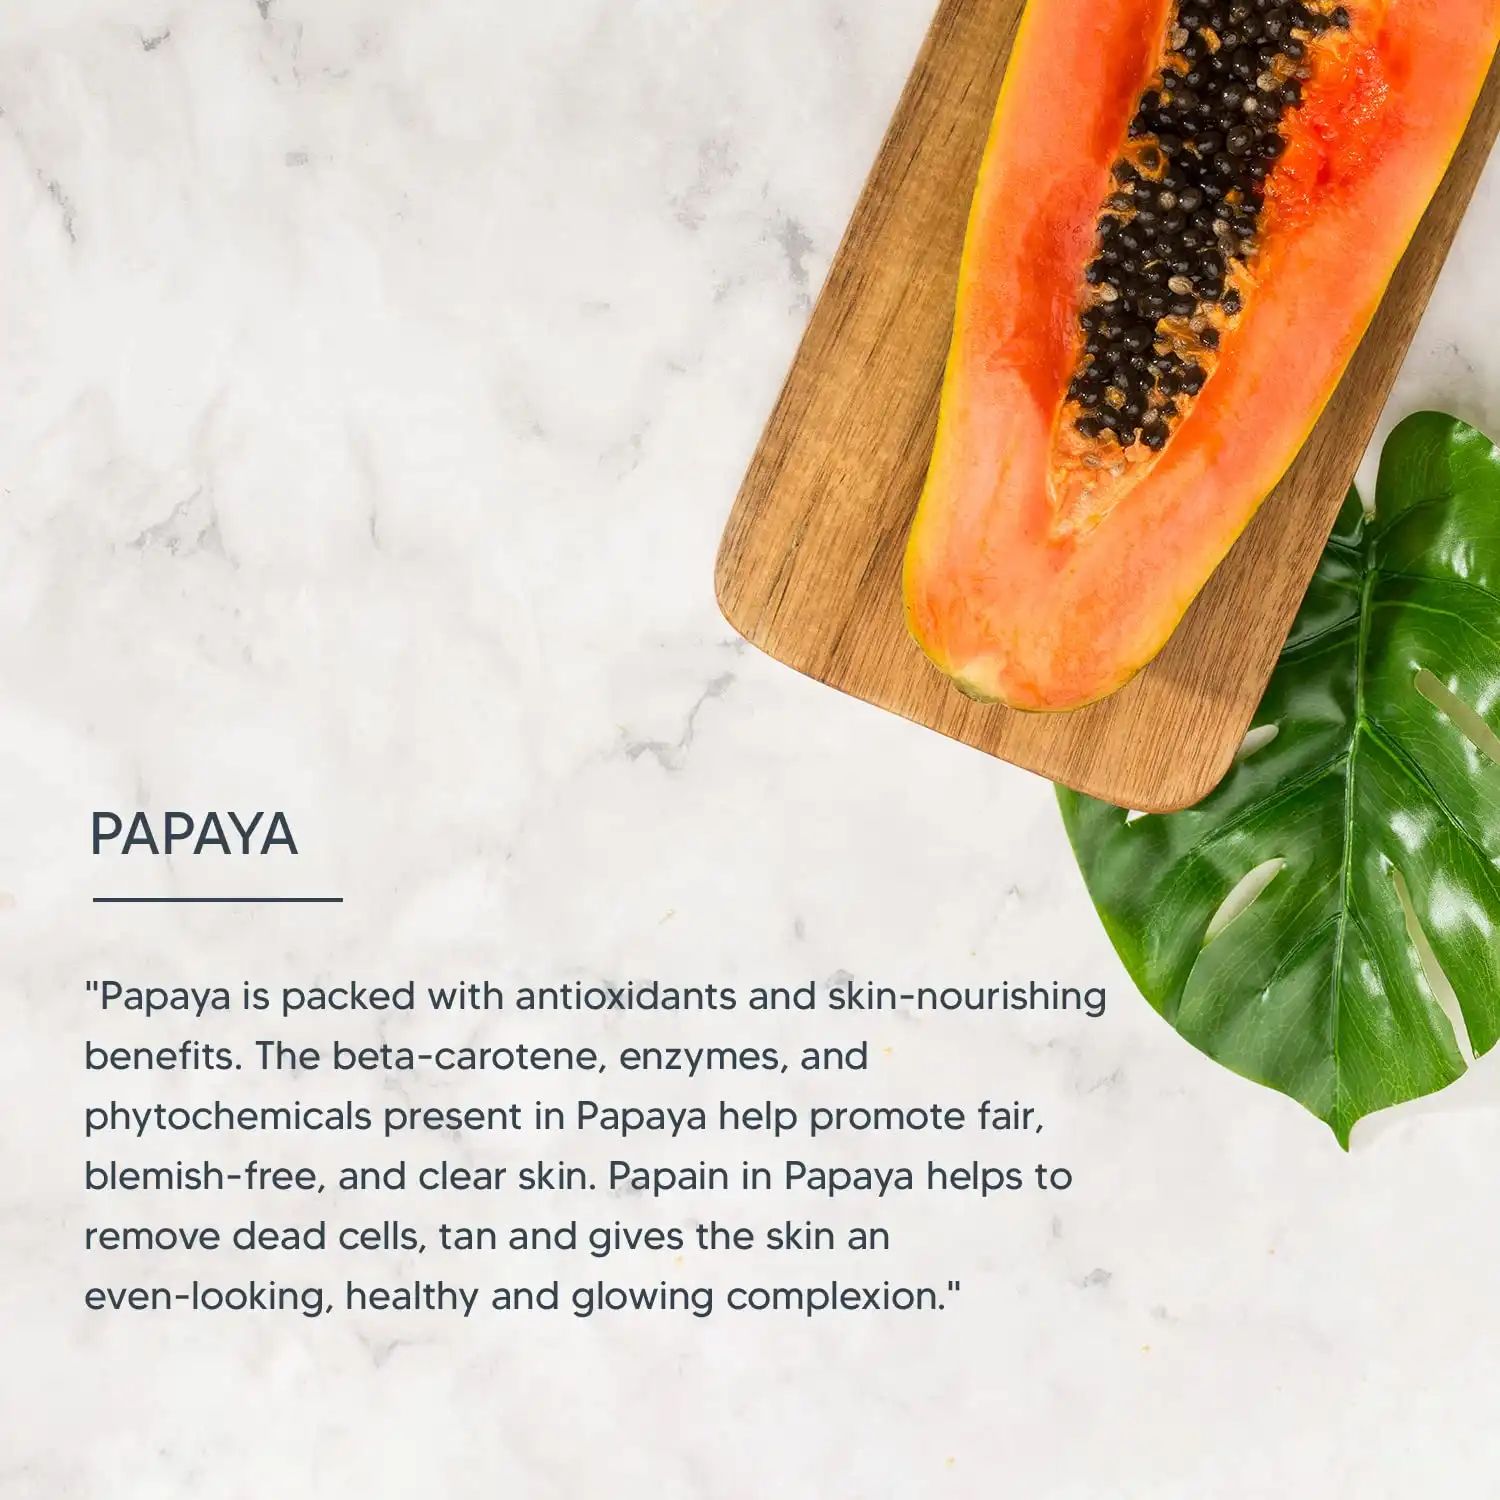 PAPAYA
"Papaya is packed with antioxidants and skin-nourishing
benefits. The beta-carotene, enzymes, and
phytochemicals present in Papaya help promote fair,
blemish-free, and clear skin. Papain in Papaya helps to
remove dead cells, tan and gives the skin an
even-looking, healthy and glowing complexion."